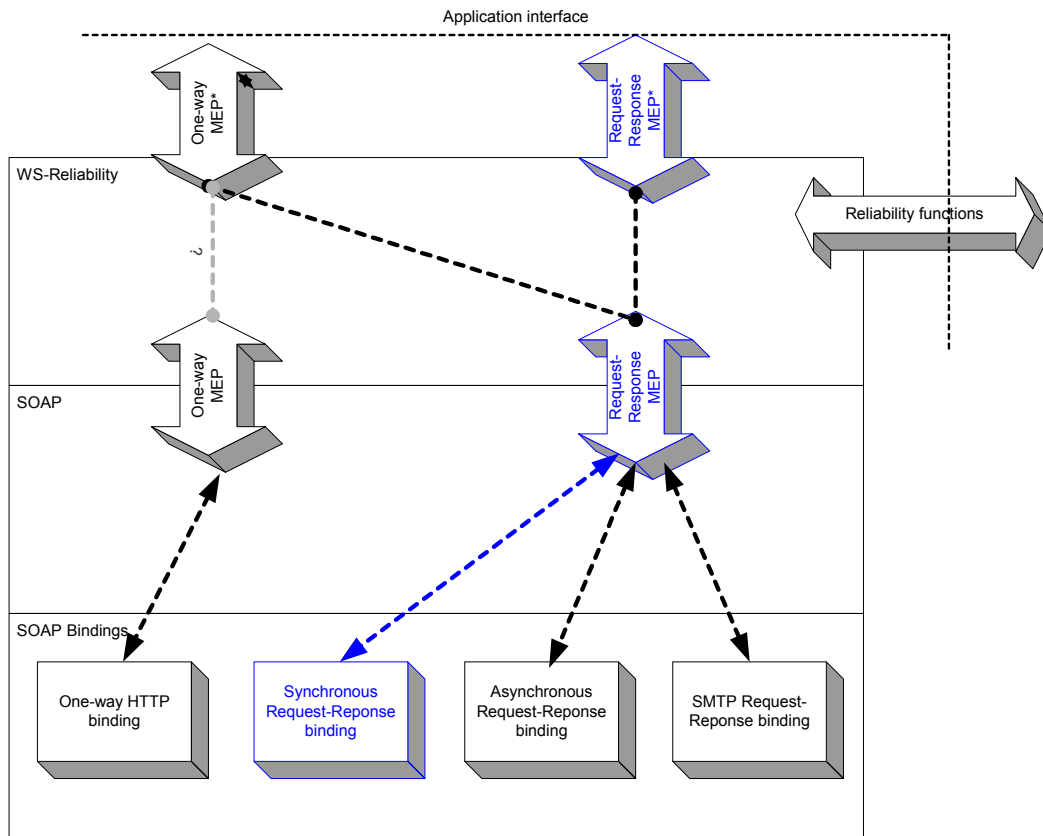 Application interface
One-way
MEP*
Request-
Response
MEP*
WS-Reliability
Reliability functions
?
One-way
MEP
Request-
Response
MEP
SOAP
SOAP Bindings
One-way HTTP
binding
Synchronous
Request-Reponse
binding
Asynchronous
Request-Reponse
binding
SMTP Request-
Reponse binding